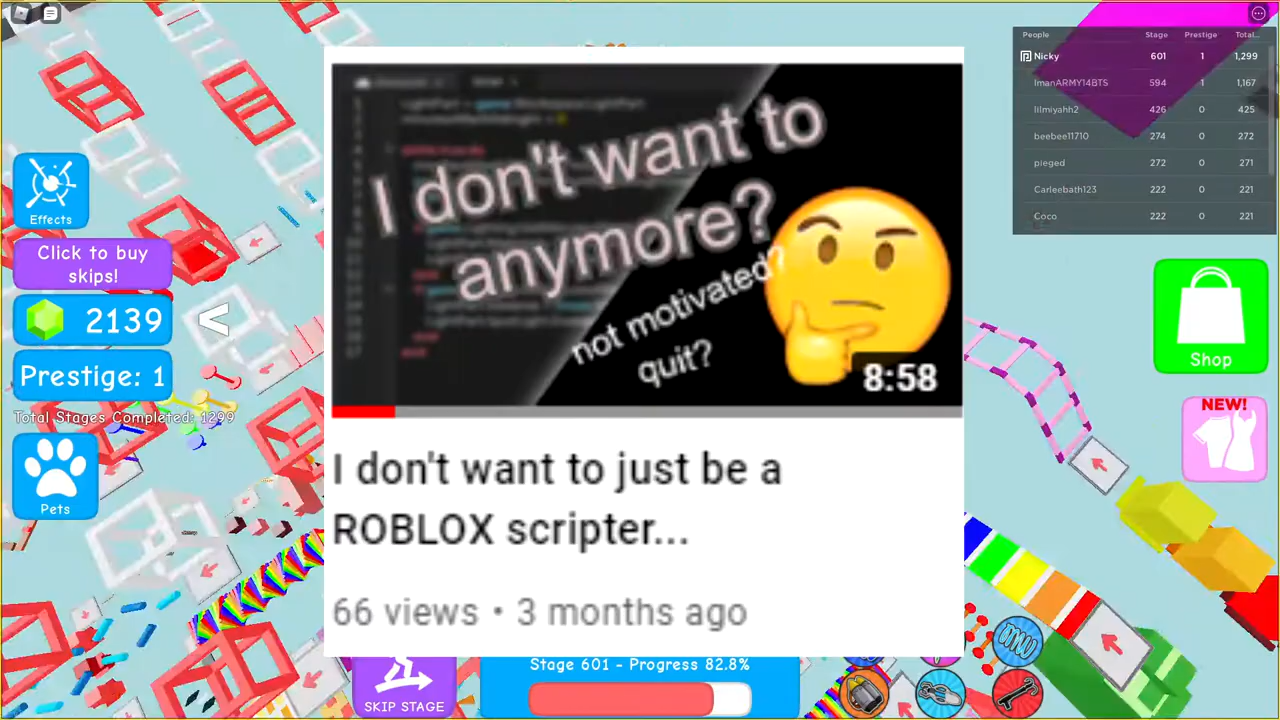 People Stage Prestige Total...
Nicky 601 1 1,299
ImanARMY14BTS 594 1 1,167
lilmiyahh2 426 0 425
beebee11710 274 0 272
pieged 272 0 271
Carleebath123 222 0 221
Coco 222 0 221
Effects
Click to buy
skips!
2139
<
Prestige: 1
Total Stages Completed: 1299
Pets
I don't want to
anymore?
not motivated?
quit?
8:58
I don't want to just be a
ROBLOX scripter...
66 views • 3 months ago
Shop
NEW!
SKIP STAGE
Stage 601 - Progress 82.8%